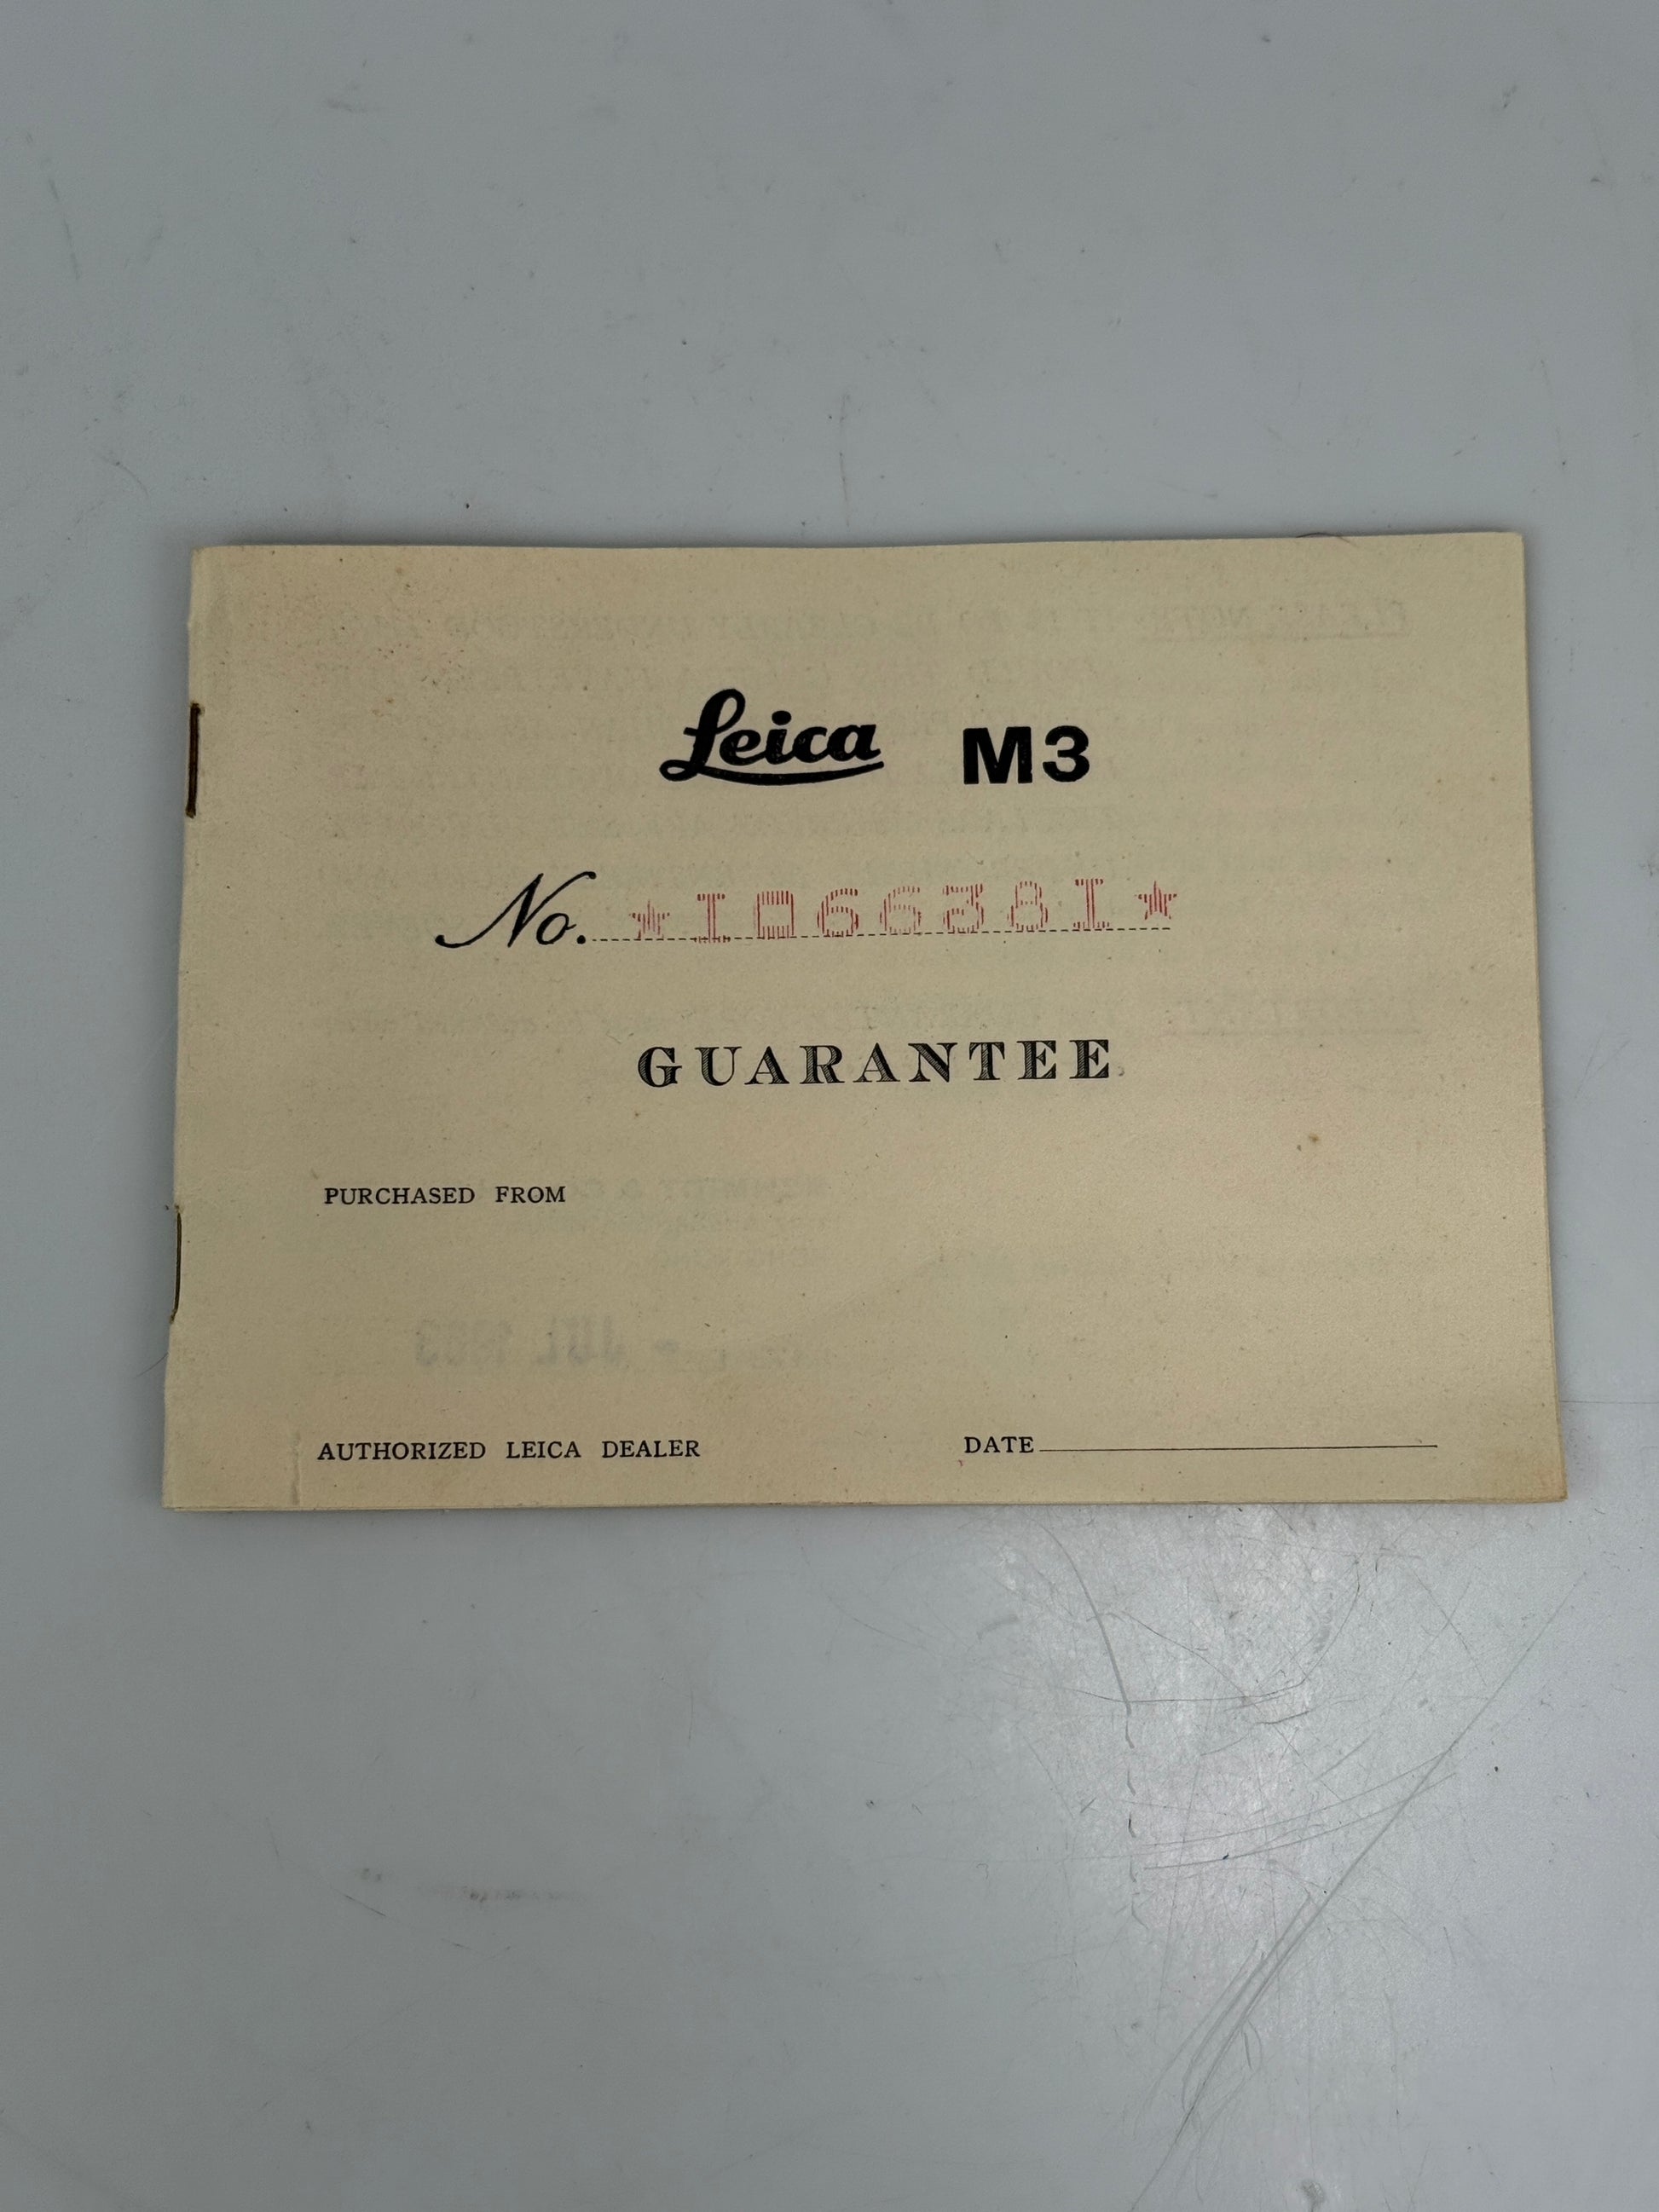 Leica M3
No. ★1066381★
GUARANTEE
PURCHASED FROM
AUTHORIZED LEICA DEALER DATE